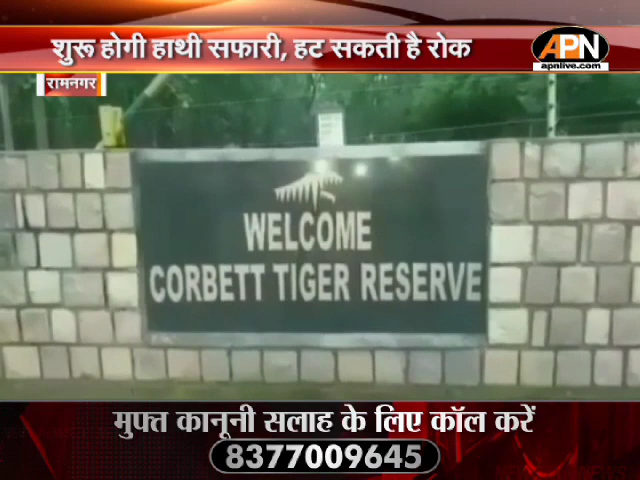 शुरू होगी हाथी सफारी, हट सकती है रोक
APN
apnlive.com
रामनगर
WELCOME
CORBETT TIGER RESERVE
मुफ्त कानूनी सलाह के लिए कॉल करें
8377009645